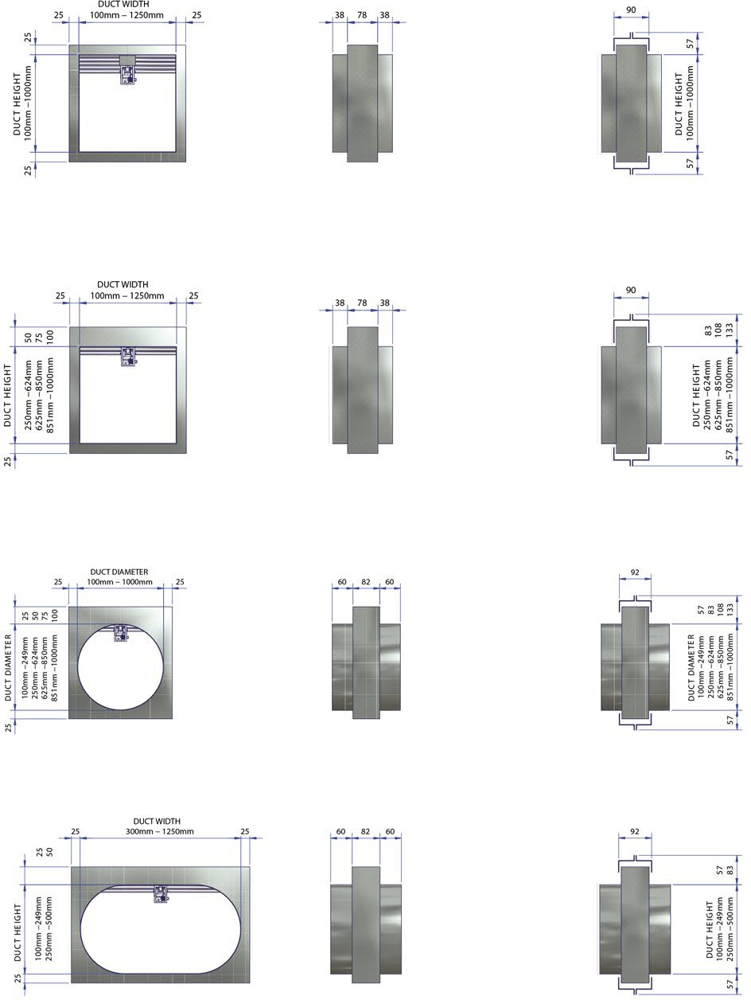 DUCT WIDTH
25 100mm – 1250mm 25
25
DUCT HEIGHT
100mm –1000mm
25
38 78 38
90
57
DUCT HEIGHT
100mm –1000mm
57
DUCT WIDTH
25 100mm – 1250mm 25
50
75
100
DUCT HEIGHT
250mm –624mm
625mm –850mm
851mm –1000mm
25
38 78 38
90
83
108
133
DUCT HEIGHT
250mm –624mm
625mm –850mm
851mm –1000mm
57
DUCT DIAMETER
25 100mm – 1000mm 25
25
50
75
100
DUCT DIAMETER
100mm –249mm
250mm –624mm
625mm –850mm
851mm –1000mm
25
60 82 60
92
57
83
108
133
DUCT DIAMETER
100mm –249mm
250mm –624mm
625mm –850mm
851mm –1000mm
57
DUCT WIDTH
25 300mm – 1250mm 25
25
50
DUCT HEIGHT
100mm –249mm
250mm –500mm
25
60 82 60
92
57
83
DUCT HEIGHT
100mm –249mm
250mm –500mm
57